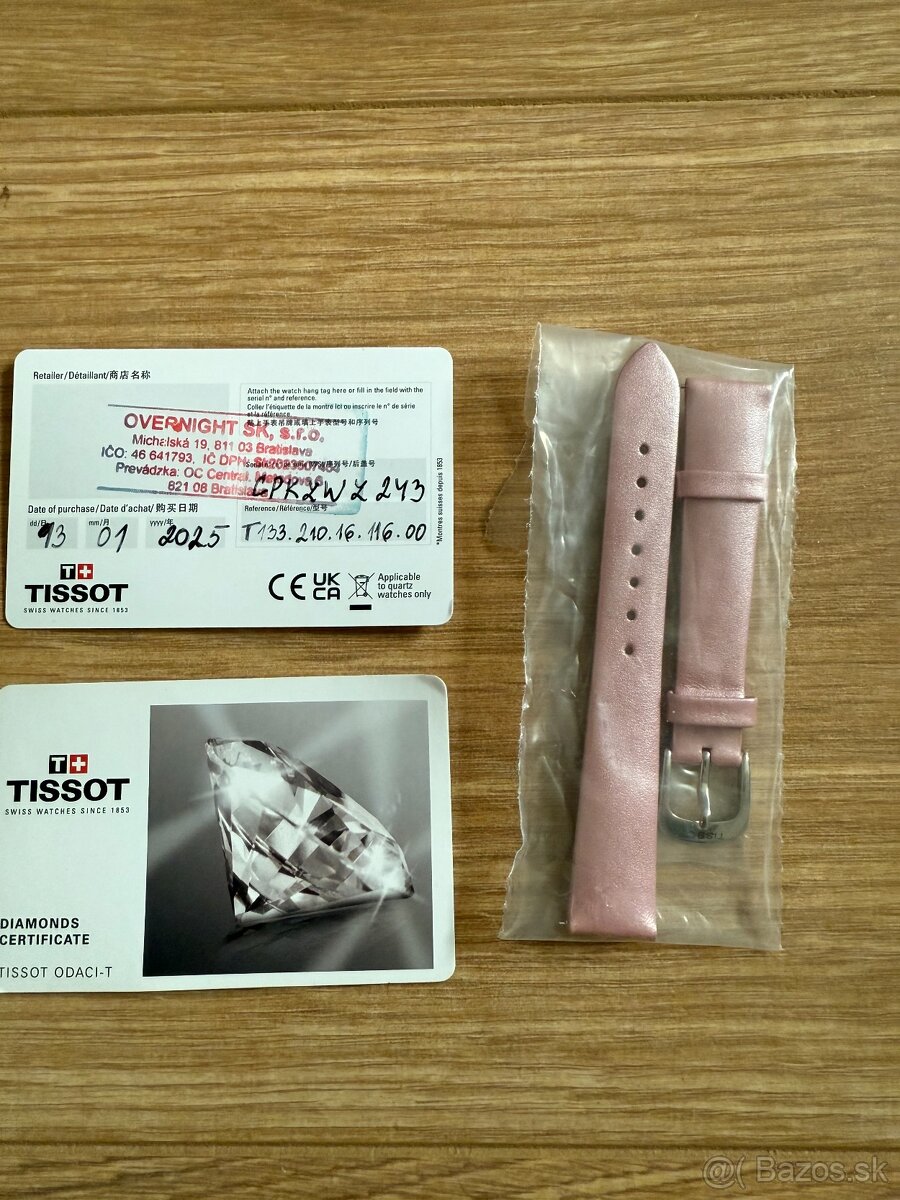 Retailer/Détaillant/商店名称
Attach the watch hang tag here or fill in the field with the
serial n° and reference.
Coller l'étiquette de la montre ici ou inscrire le n° de série
et la référence.
OVERNIGHT SK, s.r.o.
Michalská 19, 811 03 Bratislava
IČO: 46 641793, IČ DPH:
Prevádzka: OC Central,
821 08 Bratislava
Date of purchase/Date d'achat/购买日期
dd/日 mm/月 yyyy/年
13 01 2025
Reference/Référence/型号
T133.210.16.116.00
*Montres suisses depuis 1853
TISSOT
SWISS WATCHES SINCE 1853
CE UK CA
Applicable
to quartz
watches only
TISSOT
SWISS WATCHES SINCE 1853
DIAMONDS
CERTIFICATE
TISSOT ODACI-T
Bazos.sk